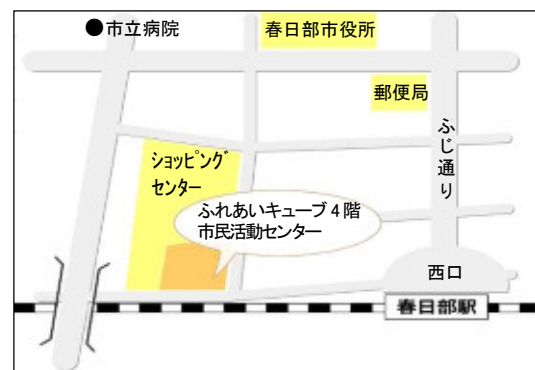 ●市立病院
春日部市役所
郵便局
ふじ通り
ショッピング
センター
ふれあいキューブ4階
市民活動センター
西口
春日部駅